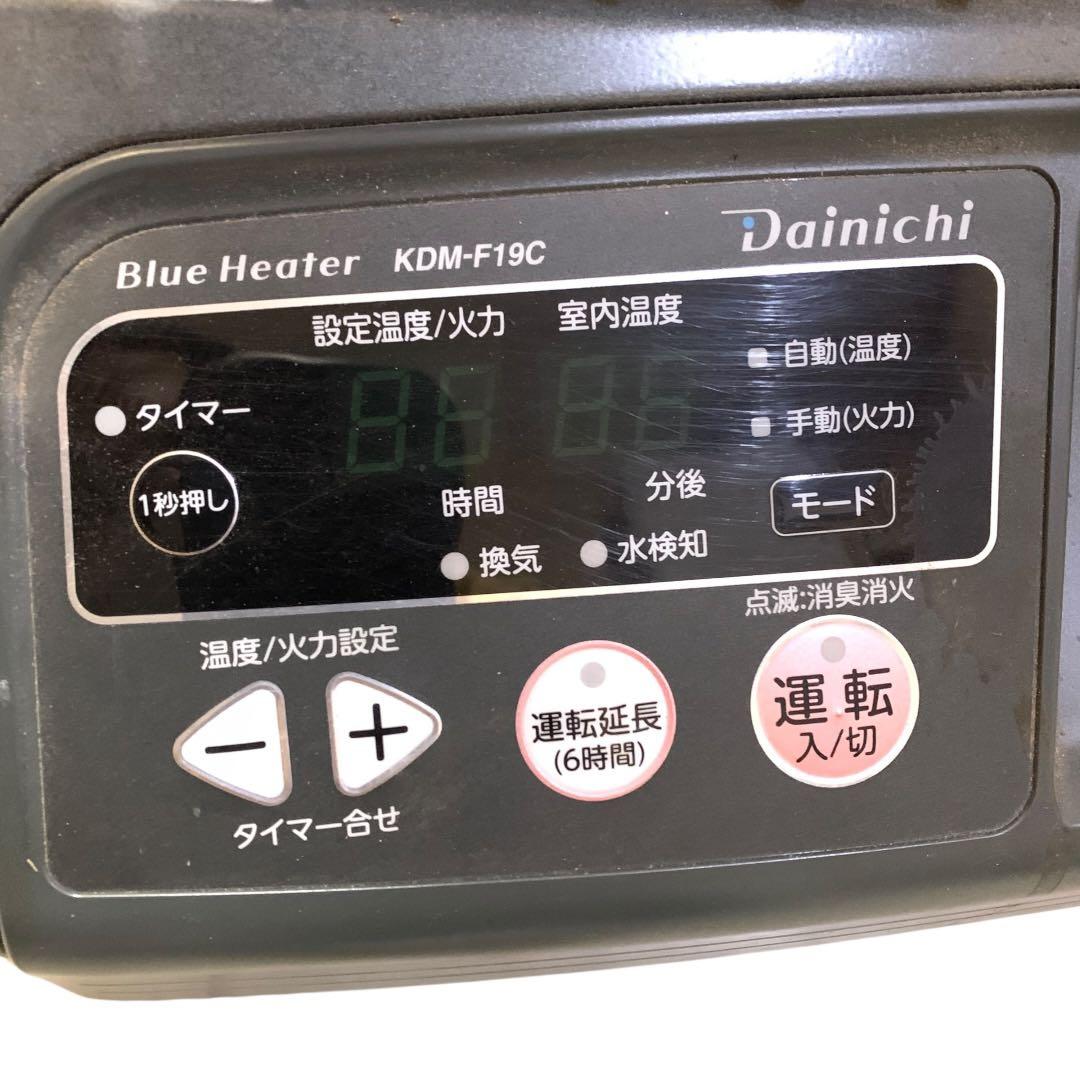 Dainichi
Blue Heater KDM-F19C
設定温度/火力 室内温度
自動(温度)
タイマー
手動(火力)
1秒押し
時間 分後
モード
換気 水検知
点滅:消臭消火
温度/火力設定
− +
運転延長
(6時間)
運転
入/切
タイマー合せ